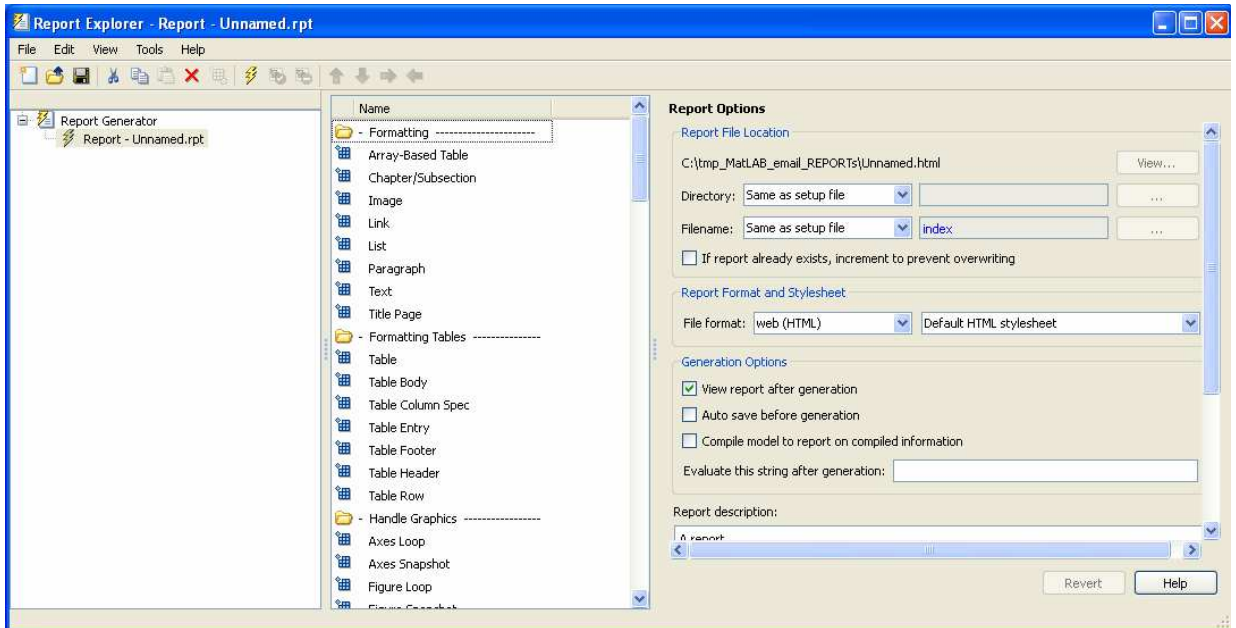 Report Explorer - Report - Unnamed.rpt
File Edit View Tools Help
Report Generator
Report - Unnamed.rpt
Name
- Formatting ----------------------
Array-Based Table
Chapter/Subsection
Image
Link
List
Paragraph
Text
Title Page
- Formatting Tables ---------------
Table
Table Body
Table Column Spec
Table Entry
Table Footer
Table Header
Table Row
- Handle Graphics -----------------
Axes Loop
Axes Snapshot
Figure Loop
Figure Snapshot
Report Options
Report File Location
C:\tmp_MatLAB_email_REPORTs\Unnamed.html
View...
Directory: Same as setup file
...
Filename: Same as setup file index
...
If report already exists, increment to prevent overwriting
Report Format and Stylesheet
File format: web (HTML) Default HTML stylesheet
Generation Options
View report after generation
Auto save before generation
Compile model to report on compiled information
Evaluate this string after generation:
Report description:
A report
Revert Help